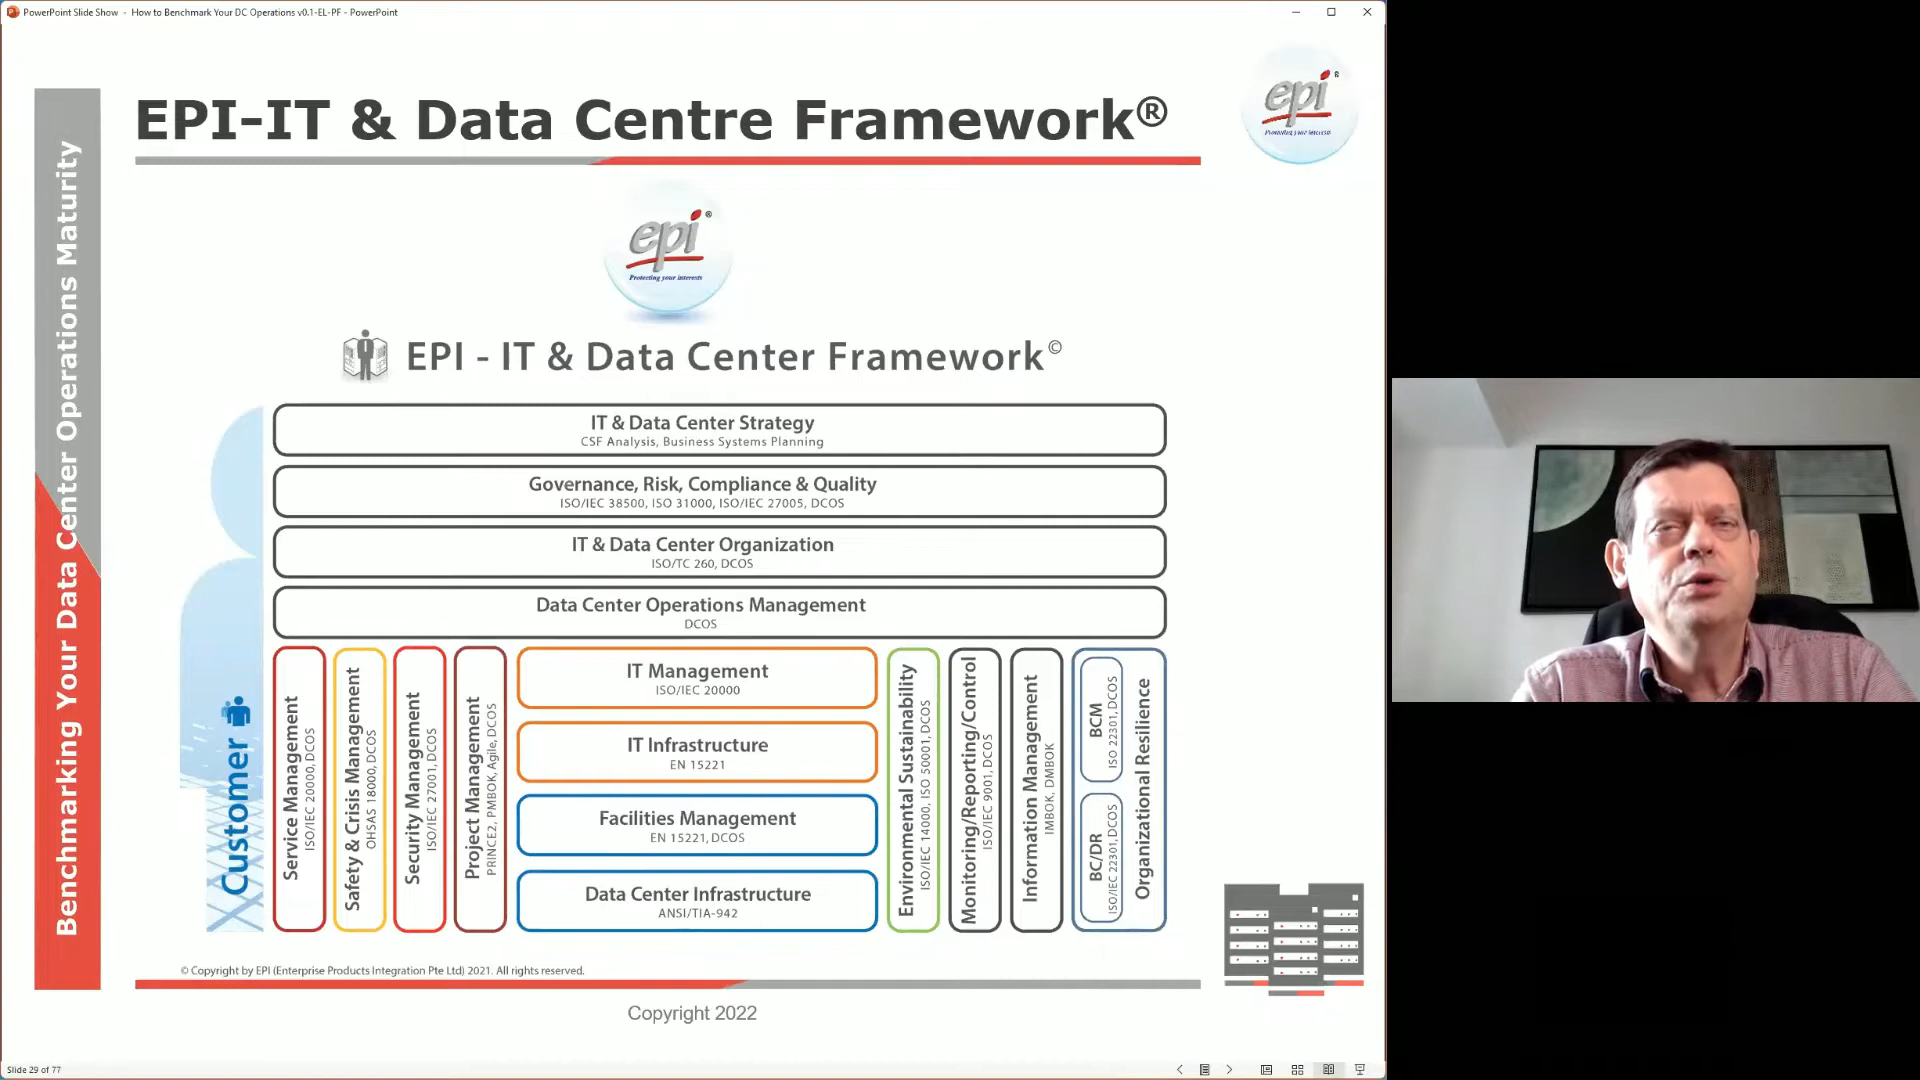 PowerPoint Slide Show - How to Benchmark Your DC Operations v0.1-EL-PF - PowerPoint
EPI-IT & Data Centre Framework®
epi ®
Protecting your interests
Benchmarking Your Data Center Operations Maturity
epi ®
Protecting your interests
EPI - IT & Data Center Framework©
IT & Data Center Strategy
CSF Analysis, Business Systems Planning
Governance, Risk, Compliance & Quality
ISO/IEC 38500, ISO 31000, ISO/IEC 27005, DCOS
IT & Data Center Organization
ISO/TC 260, DCOS
Data Center Operations Management
DCOS
Customer
Service Management
ISO/IEC 20000, DCOS
Safety & Crisis Management
OHSAS 18000, DCOS
Security Management
ISO/IEC 27001, DCOS
Project Management
PRINCE2, PMBOK, Agile, DCOS
IT Management
ISO/IEC 20000
IT Infrastructure
EN 15221
Facilities Management
EN 15221, DCOS
Data Center Infrastructure
ANSI/TIA-942
Environmental Sustainability
ISO/IEC 14000, ISO 50001, DCOS
Monitoring/Reporting/Control
ISO/IEC 9001, DCOS
Information Management
IMBOK, DMBOK
BCM
ISO 22301, DCOS
BC/DR
ISO/IEC 22301, DCOS
Organizational Resilience
© Copyright by EPI (Enterprise Products Integration Pte Ltd) 2021. All rights reserved.
Copyright 2022
Slide 29 of 77